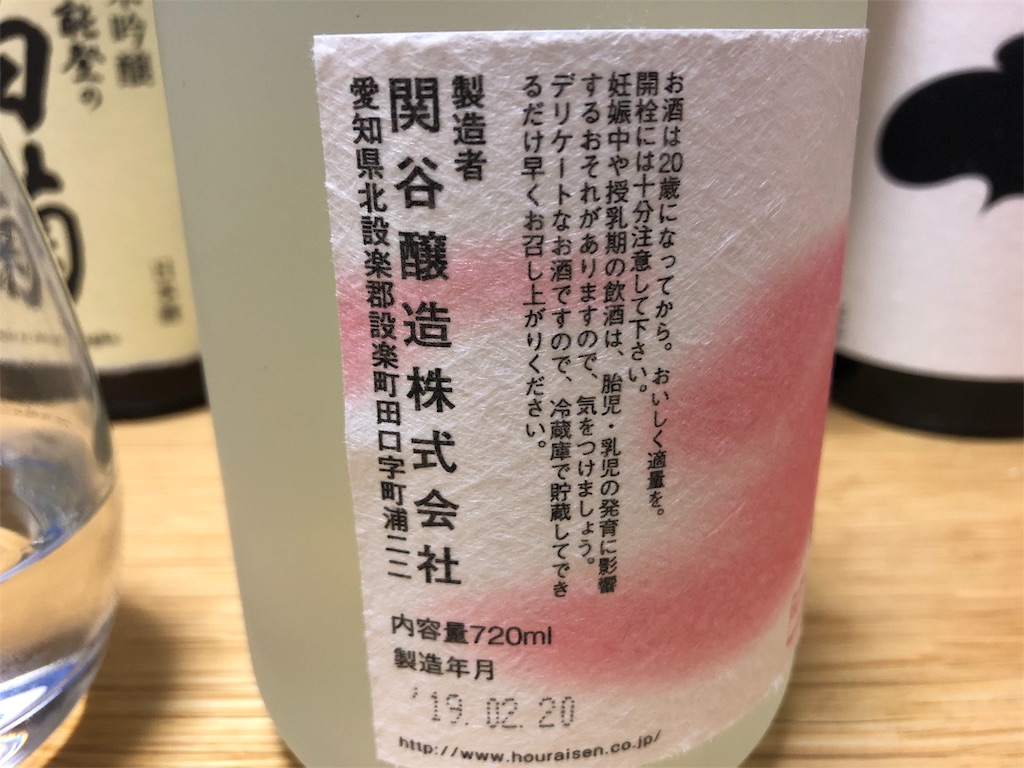 お酒は20歳になってから。おいしく適量を。
開栓には十分注意して下さい。
妊娠中や授乳期の飲酒は、胎児・乳児の発育に影響
するおそれがありますので、気をつけましょう。
デリケートなお酒ですので、冷蔵庫で貯蔵してでき
るだけ早くお召し上がりください。
製造者
関谷醸造株式会社
愛知県北設楽郡設楽町田口字町浦二二
内容量720ml
製造年月
'19.02.20
http://www.houraisen.co.jp/
吟醸
能登の
菊